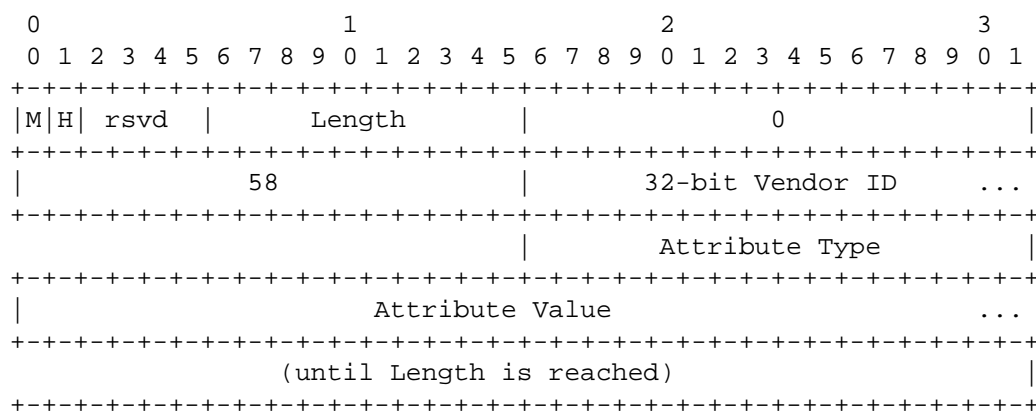 0                   1                   2                   3
 0 1 2 3 4 5 6 7 8 9 0 1 2 3 4 5 6 7 8 9 0 1 2 3 4 5 6 7 8 9 0 1
+-+-+-+-+-+-+-+-+-+-+-+-+-+-+-+-+-+-+-+-+-+-+-+-+-+-+-+-+-+-+-+-+
|M|H| rsvd  |      Length       |               0               |
+-+-+-+-+-+-+-+-+-+-+-+-+-+-+-+-+-+-+-+-+-+-+-+-+-+-+-+-+-+-+-+-+
|              58               |       32-bit Vendor ID     ...
+-+-+-+-+-+-+-+-+-+-+-+-+-+-+-+-+-+-+-+-+-+-+-+-+-+-+-+-+-+-+-+-+
                                |        Attribute Type         |
+-+-+-+-+-+-+-+-+-+-+-+-+-+-+-+-+-+-+-+-+-+-+-+-+-+-+-+-+-+-+-+-+
|                      Attribute Value                       ...
+-+-+-+-+-+-+-+-+-+-+-+-+-+-+-+-+-+-+-+-+-+-+-+-+-+-+-+-+-+-+-+-+
                 (until Length is reached)                      |
+-+-+-+-+-+-+-+-+-+-+-+-+-+-+-+-+-+-+-+-+-+-+-+-+-+-+-+-+-+-+-+-+